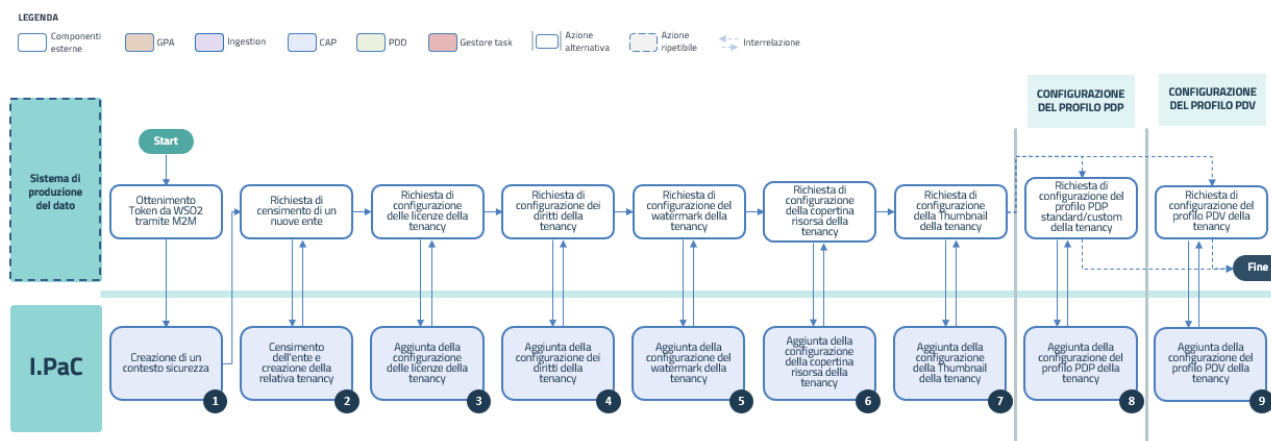 LEGENDA
Componenti
esterne
GPA
Ingestion
CAP
PDD
Gestore task
Azione
alternativa
Azione
ripetibile
Interrelazione
CONFIGURAZIONE
DEL PROFILO PDP
CONFIGURAZIONE
DEL PROFILO PDV
Sistema di
produzione
del dato
Start
Ottenimento
Token da WSO2
tramite M2M
Richiesta di
censimento di un
nuove ente
Richiesta di
configurazione
delle licenze della
tenancy
Richiesta di
configurazione dei
diritti della
tenancy
Richiesta di
configurazione del
watermark della
tenancy
Richiesta di
configurazione
della copertina
risorsa della
tenancy
Richiesta di
configurazione
della Thumbnail
della tenancy
Richiesta di
configurazione del
profilo PDP
standard/custom
della tenancy
Richiesta di
configurazione del
profilo PDV della
tenancy
Fine
I.PaC
Creazione di un
contesto sicurezza
1
Censimento
dell'ente e
creazione della
relativa tenancy
2
Aggiunta della
configurazione
delle licenze della
tenancy
3
Aggiunta della
configurazione dei
diritti della
tenancy
4
Aggiunta della
configurazione del
watermark della
tenancy
5
Aggiunta della
configurazione
della copertina
risorsa della
tenancy
6
Aggiunta della
configurazione
della Thumbnail
della tenancy
7
Aggiunta della
configurazione del
profilo PDP della
tenancy
8
Aggiunta della
configurazione del
profilo PDV della
tenancy
9